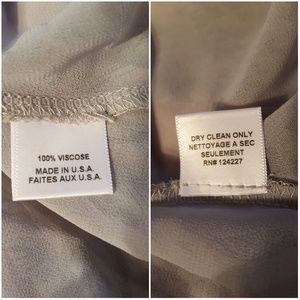 100% VISCOSE
MADE IN U.S.A.
FAITES AUX U.S.A.
DRY CLEAN ONLY
NETTOYAGE A SEC
SEULEMENT
RN# 124227